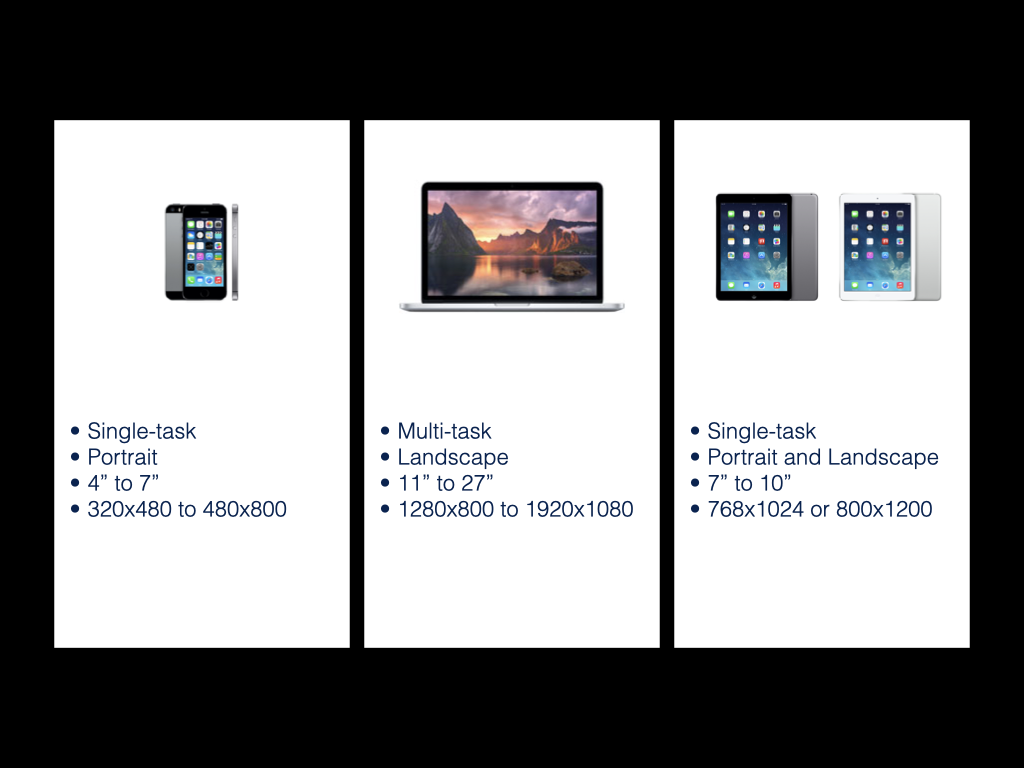 • Single-task
• Portrait
• 4” to 7”
• 320x480 to 480x800
• Multi-task
• Landscape
• 11” to 27”
• 1280x800 to 1920x1080
• Single-task
• Portrait and Landscape
• 7” to 10”
• 768x1024 or 800x1200